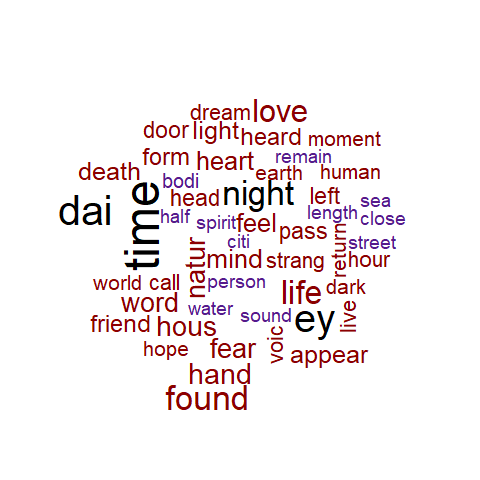 dream love
door light heard moment
form heart remain
death bodi earth human
dai time head night left sea
half spirit feel length close
citi pass street
natur mind strang return hour
world call person life dark
word water sound ey live
friend hous voic
hope fear appear
hand
found